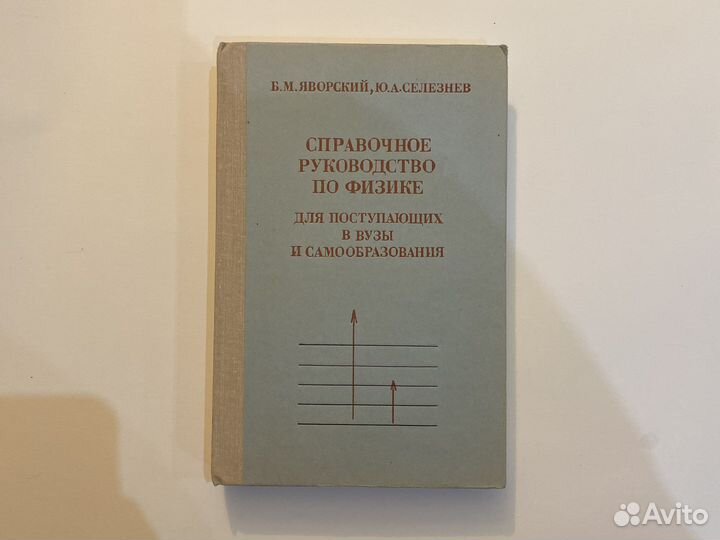 Б.М.ЯВОРСКИЙ, Ю.А.СЕЛЕЗНЕВ
СПРАВОЧНОЕ
РУКОВОДСТВО
ПО ФИЗИКЕ
ДЛЯ ПОСТУПАЮЩИХ
В ВУЗЫ
И САМООБРАЗОВАНИЯ
Avito